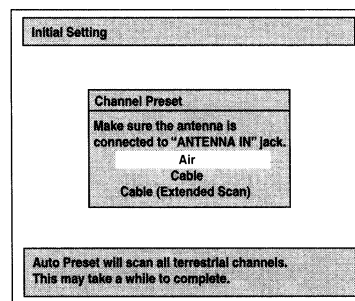 Initial Setting
Channel Preset
Make sure the antenna is
connected to "ANTENNA IN" jack.
Air
Cable
Cable (Extended Scan)
Auto Preset will scan all terrestrial channels.
This may take a while to complete.